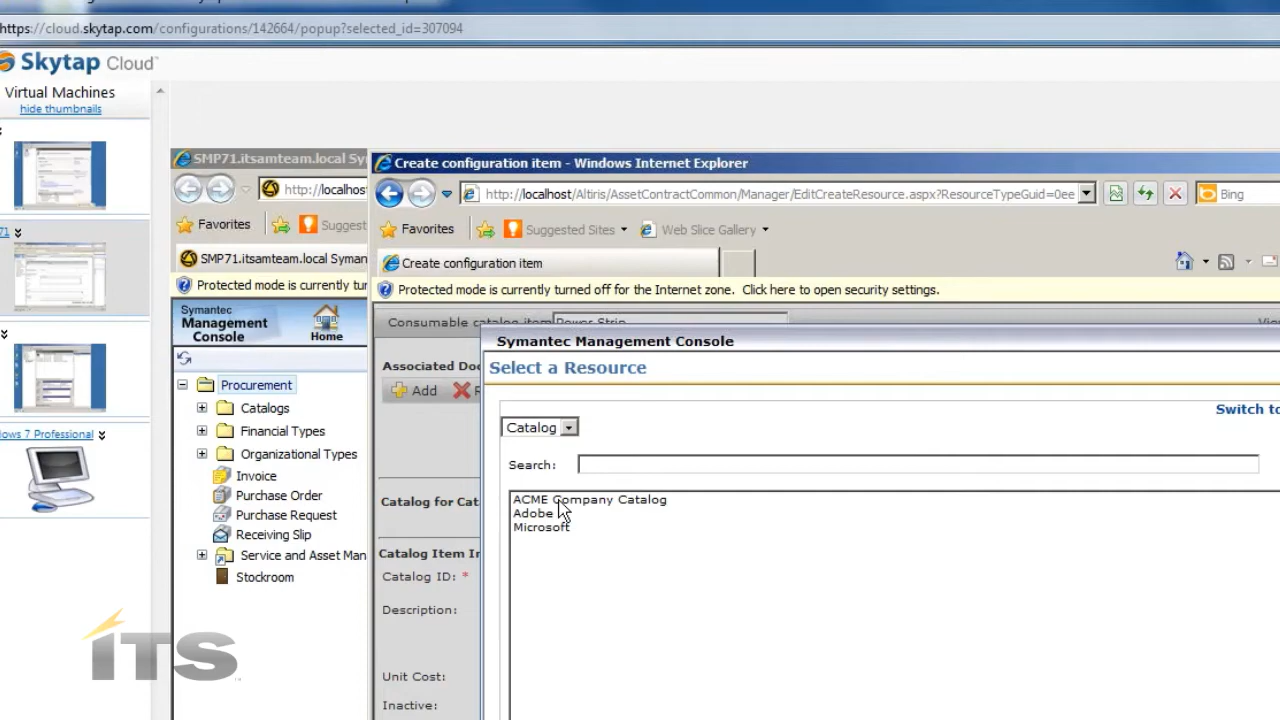 https://cloud.skytap.com/configurations/142664/popup?selected_id=307094
Skytap Cloud
Virtual Machines
hide thumbnails
71
ows 7 Professional
SMP71.itsamteam.local Sy
http://localhost
Favorites
Suggest
SMP71.itsamteam.local Syman
Protected mode is currently tur
Symantec
Management
Console
Home
Procurement
Catalogs
Financial Types
Organizational Types
Invoice
Purchase Order
Purchase Request
Receiving Slip
Service and Asset Man
Stockroom
Create configuration item - Windows Internet Explorer
http://localhost/Altiris/AssetContractCommon/Manager/EditCreateResource.aspx?ResourceTypeGuid=0ee
Bing
Favorites
Suggested Sites
Web Slice Gallery
Create configuration item
Protected mode is currently turned off for the Internet zone. Click here to open security settings.
Consumable catalog item
Power Strip
Associated Doc
Add
Catalog for Cat
Catalog Item In
Catalog ID: *
Description:
Unit Cost:
Inactive:
Symantec Management Console
Select a Resource
Switch to
Catalog
Search:
ACME Company Catalog
Adobe
Microsoft
ITS